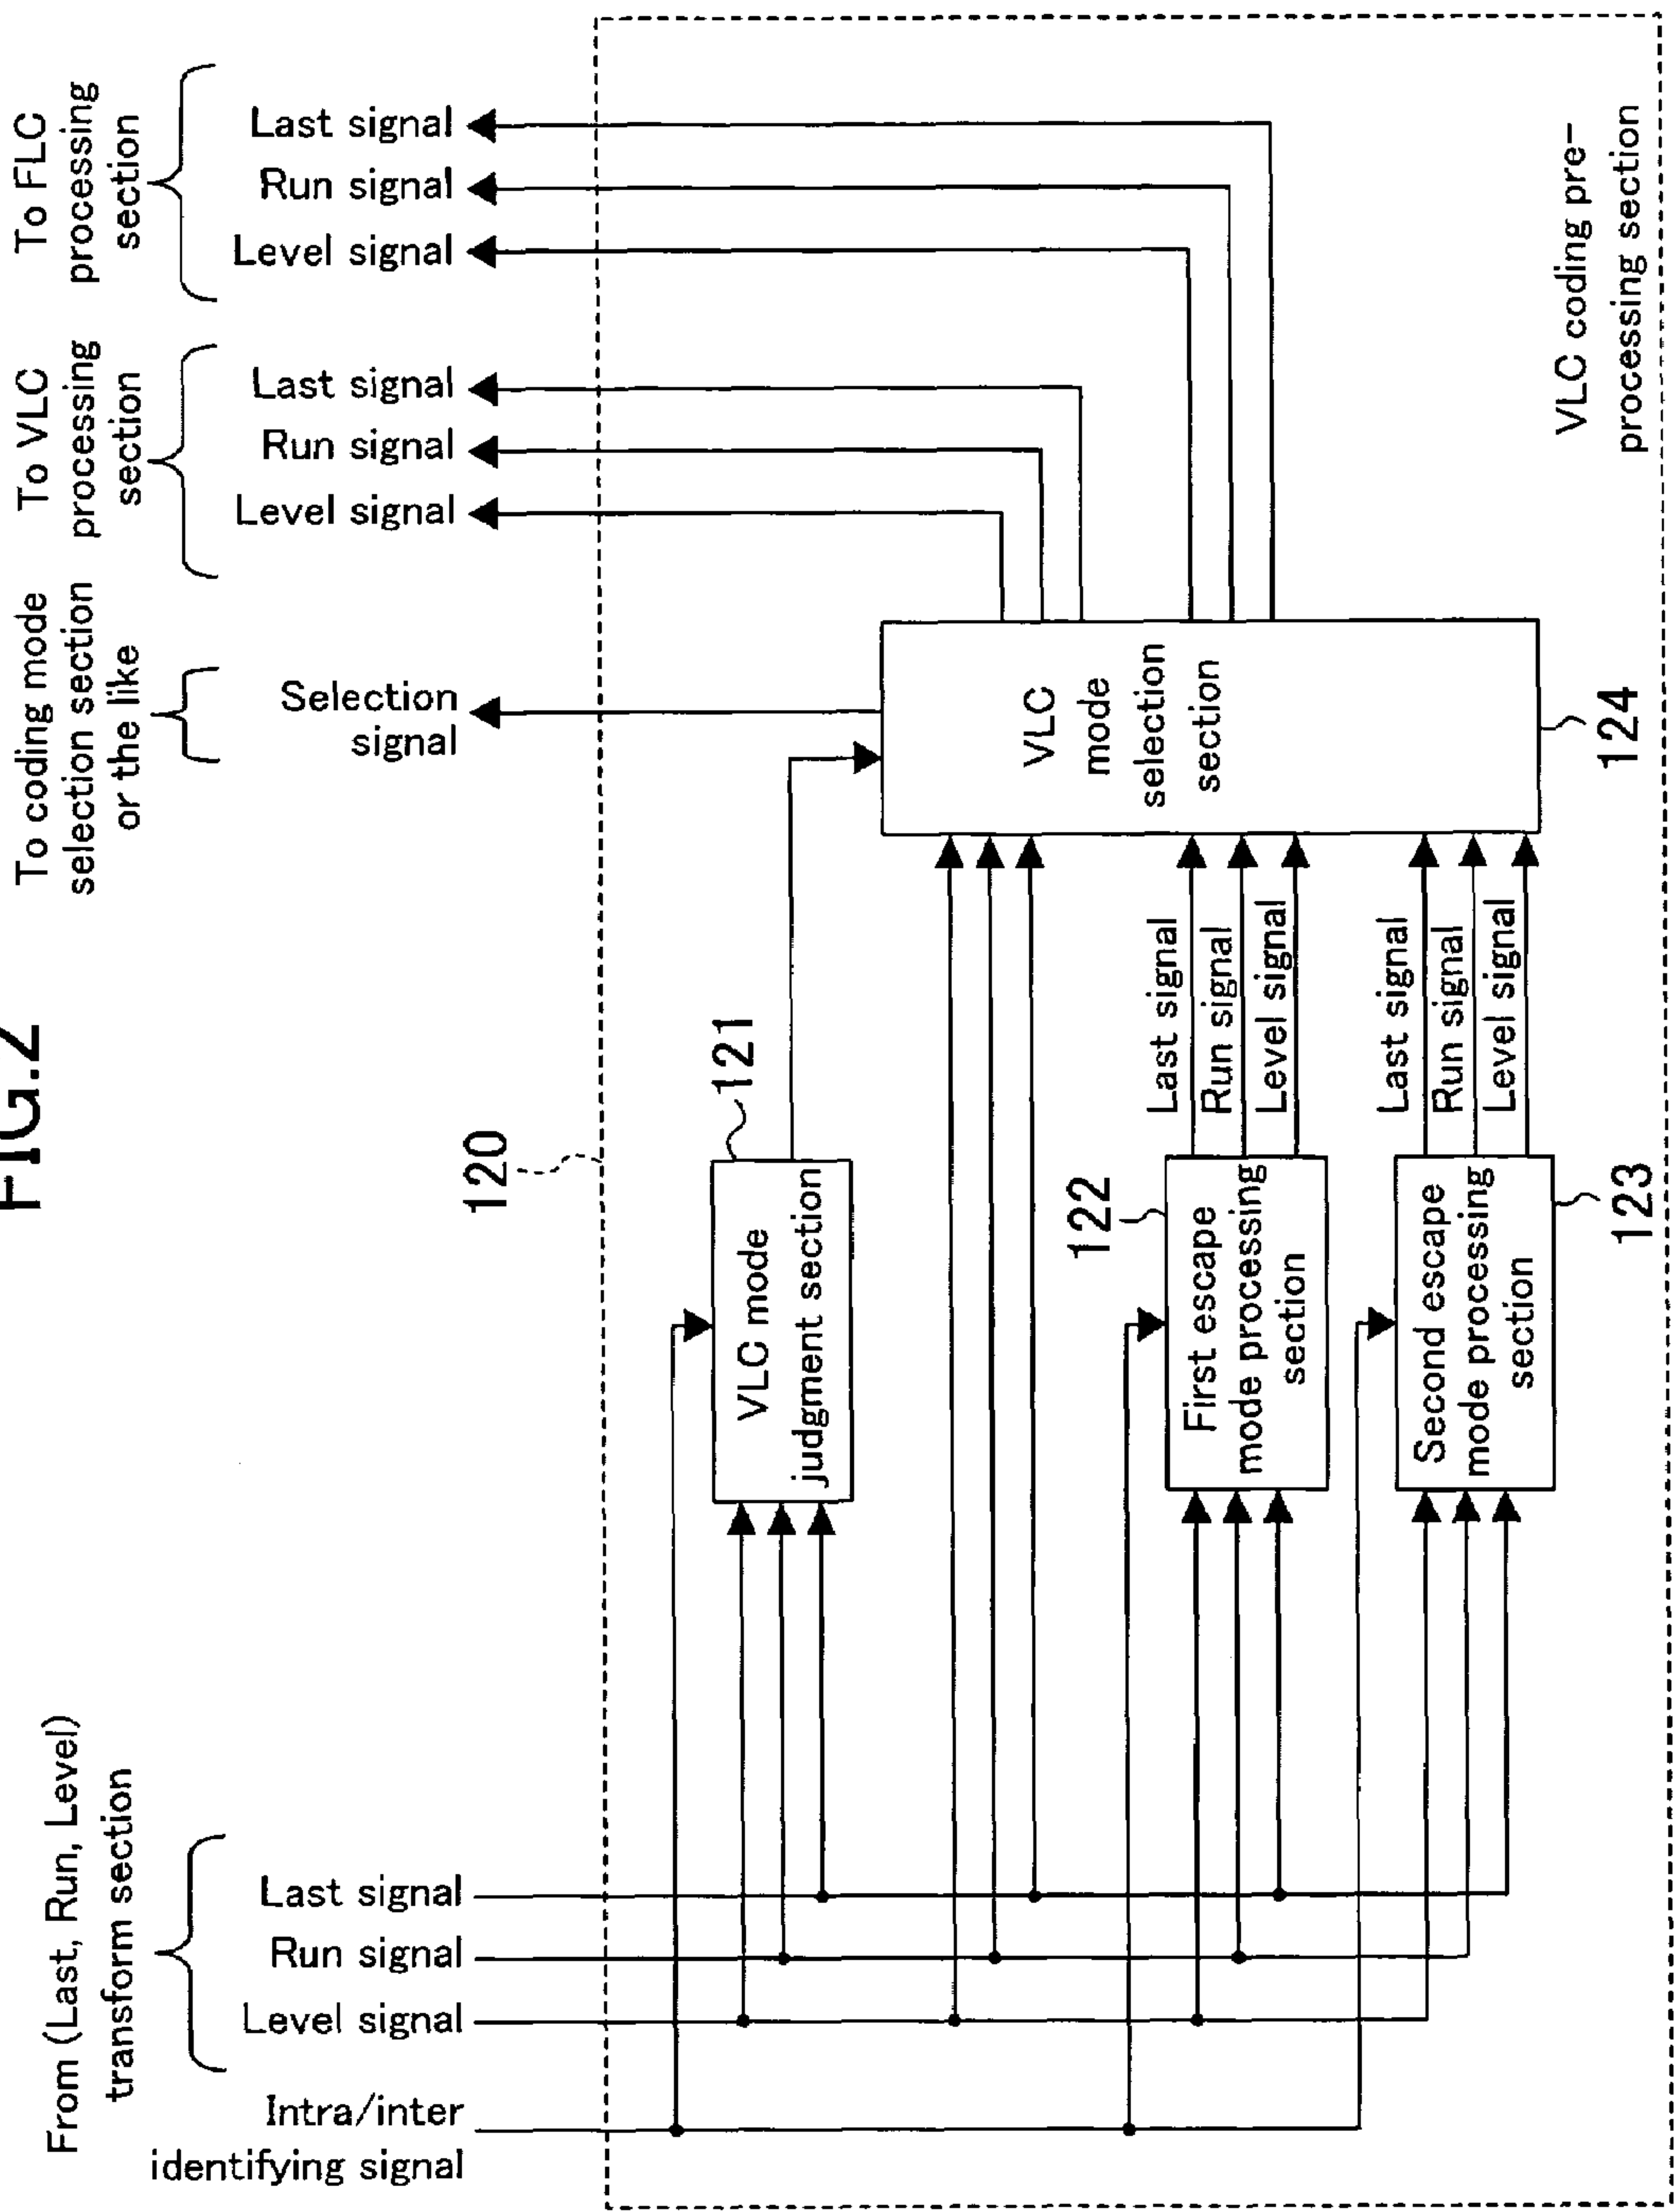 FIG.2
From (Last, Run, Level)
transform section
Last signal
Run signal
Level signal
Intra/inter
identifying signal
To coding mode
selection section
or the like
Selection
signal
To VLC
processing
section
Last signal
Run signal
Level signal
To FLC
processing
section
Last signal
Run signal
Level signal
120
121
VLC mode
judgment section
122
First escape
mode processing
section
Last signal
Run signal
Level signal
Second escape
mode processing
section
123
Last signal
Run signal
Level signal
VLC
mode
selection
section
124
VLC coding pre-
processing section